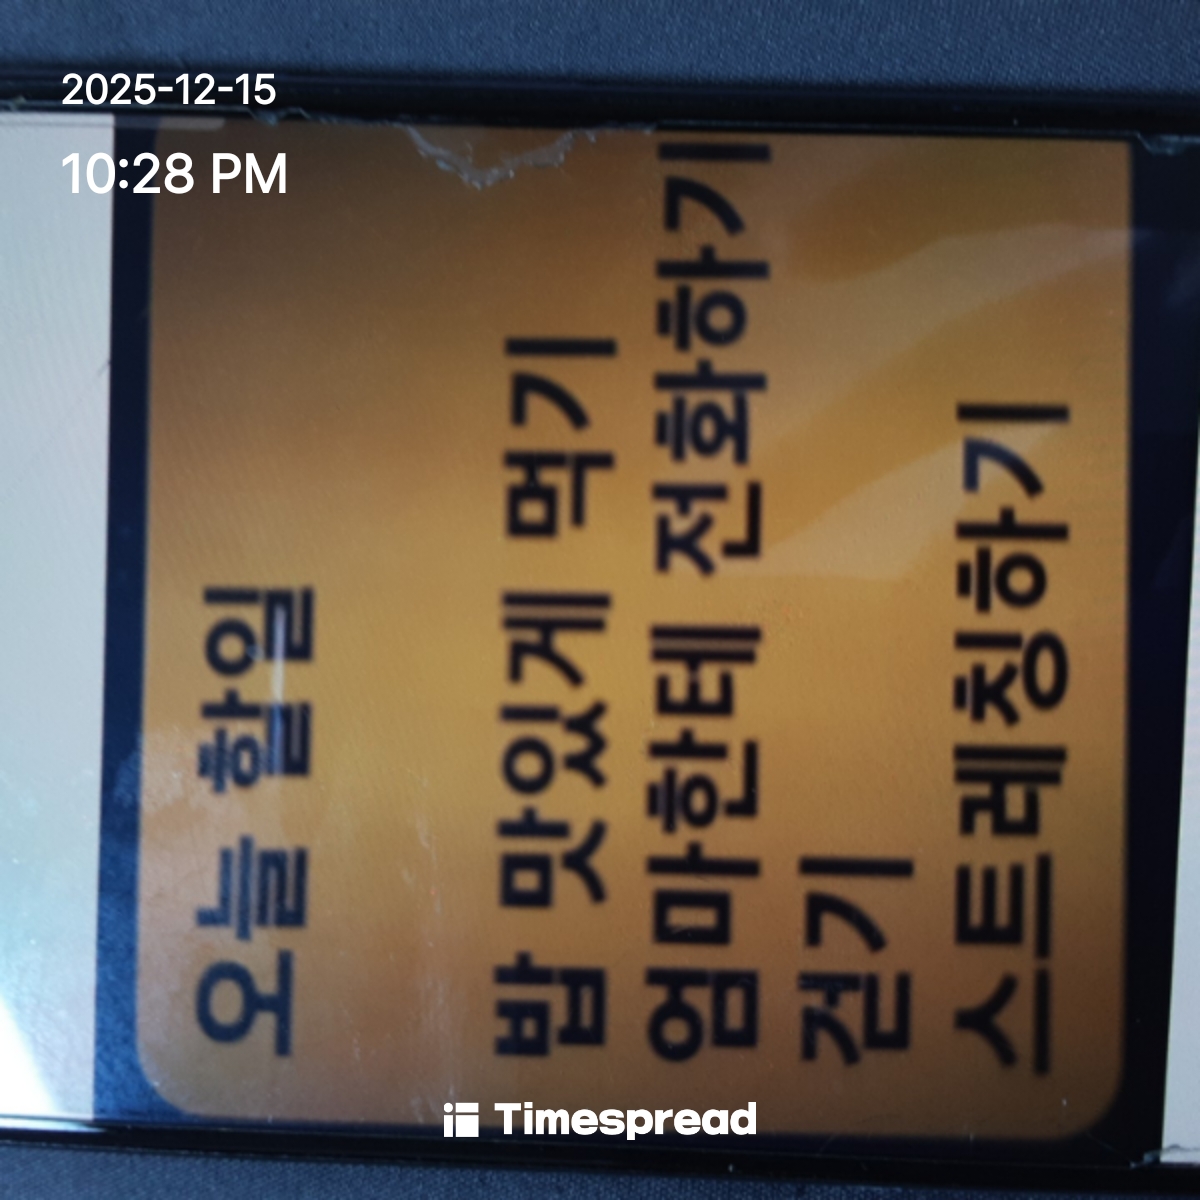 2025-12-15
10:28 PM
오늘 할일
밥 맛있게 먹기
엄마한테 전화하기
걷기
스트레칭하기
Timespread